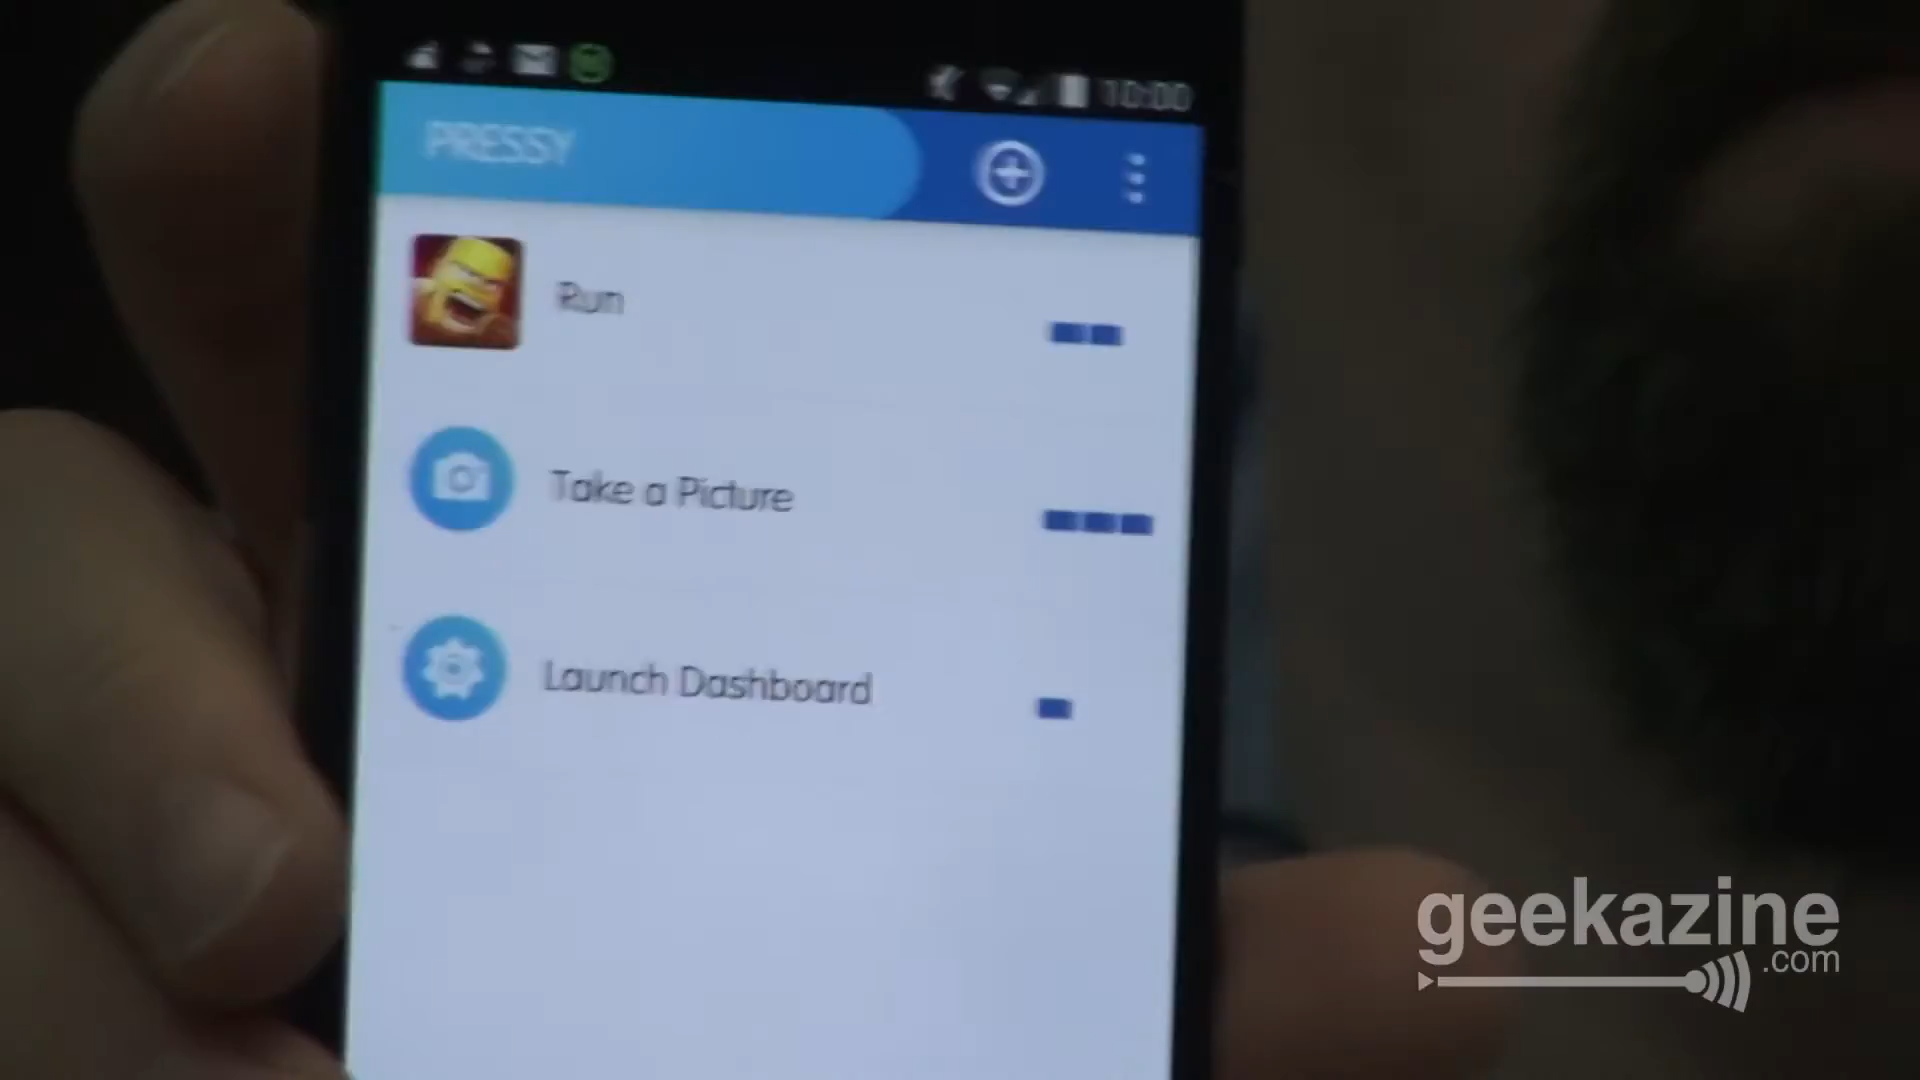 10:00
PRESSY
Run
Take a Picture
Launch Dashboard
geekazine
.com